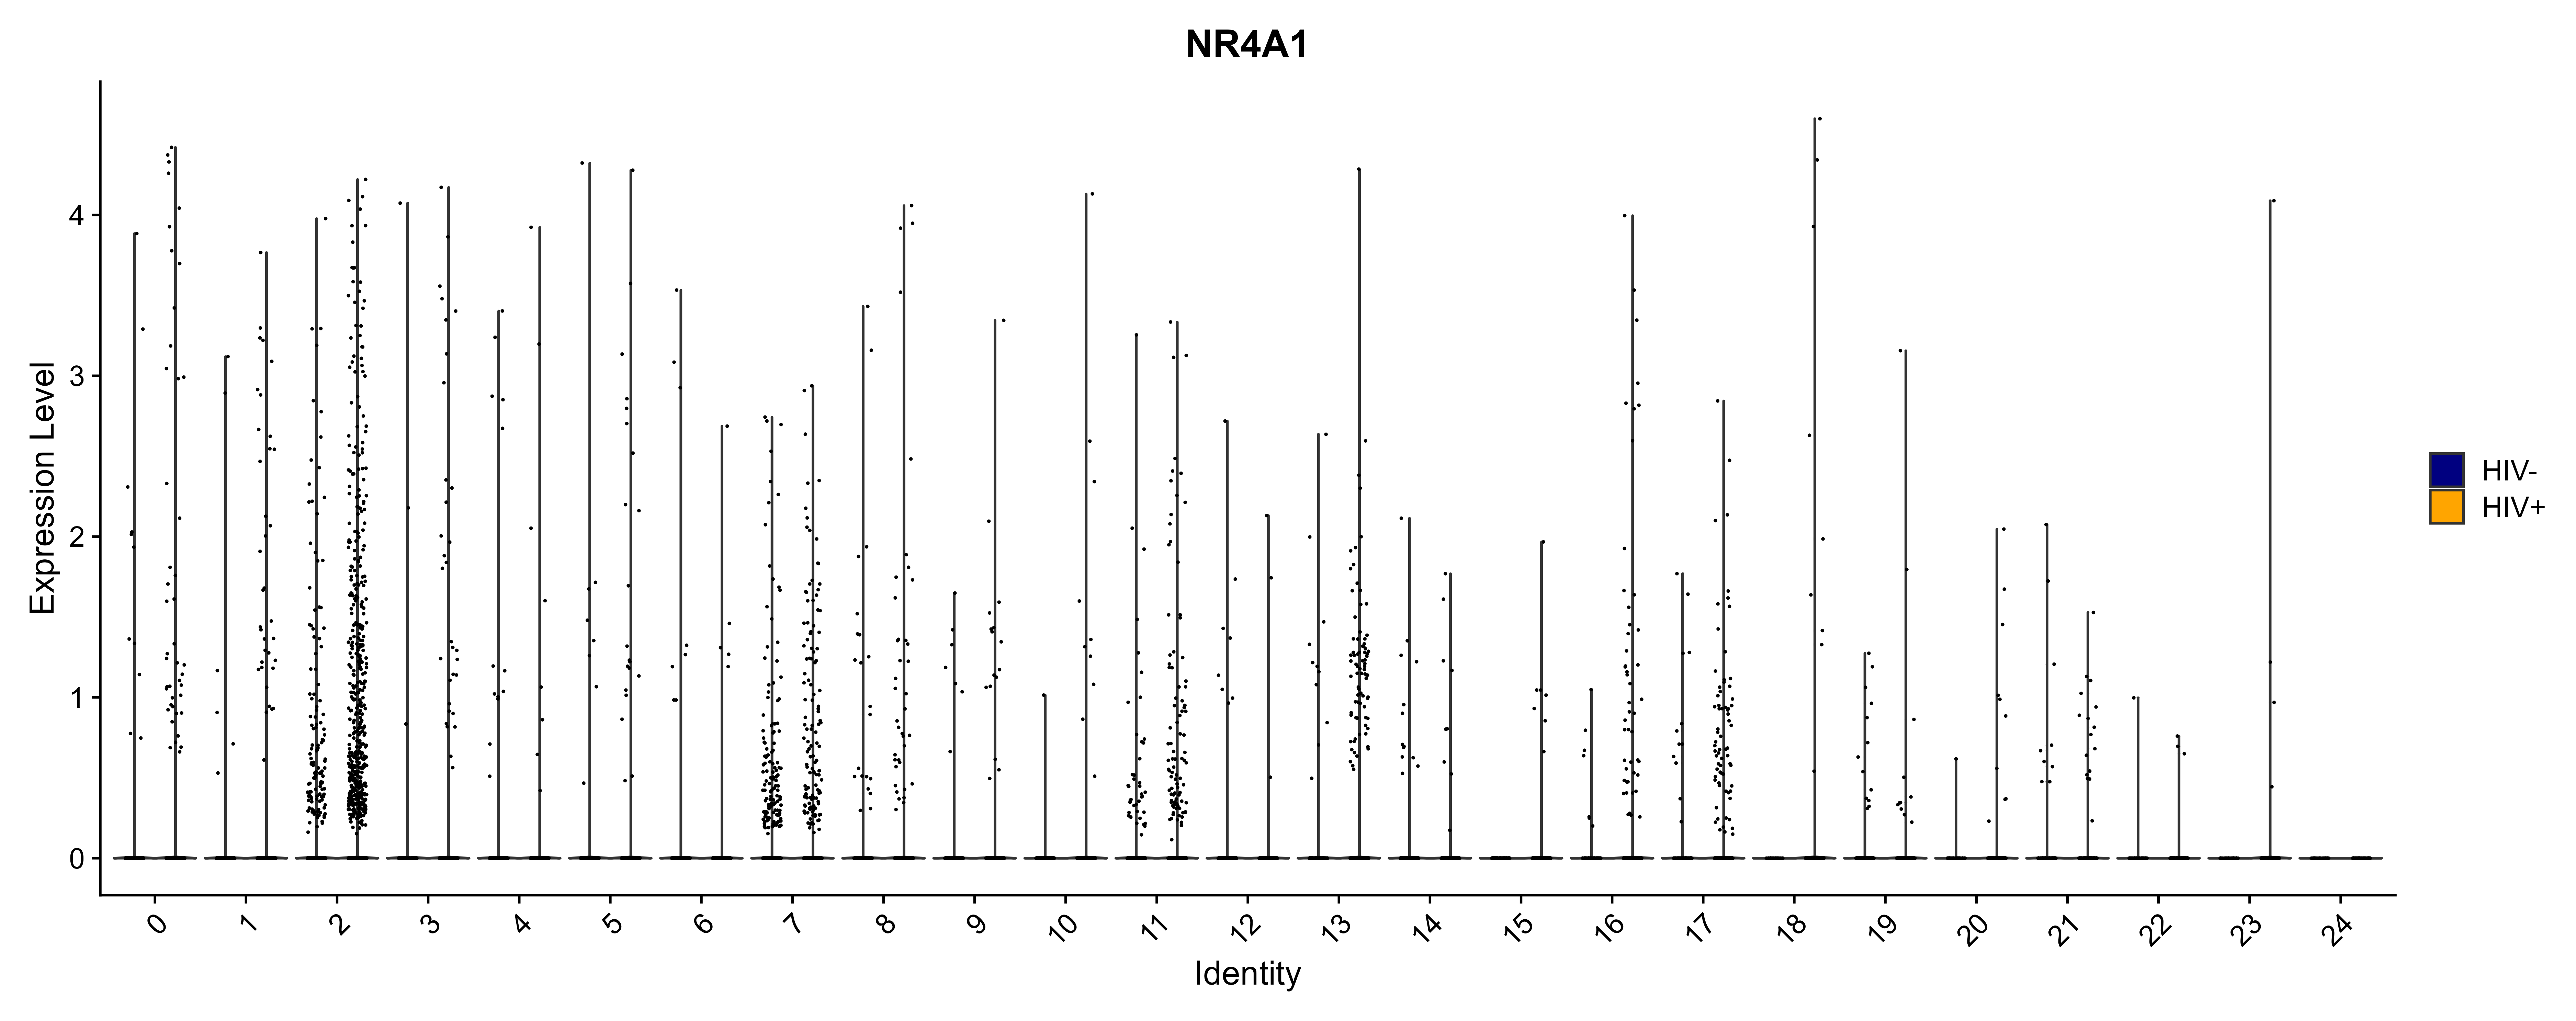 NR4A1
Expression Level
4
3
2
1
0
0 1 2 3 4 5 6 7 8 9 10 11 12 13 14 15 16 17 18 19 20 21 22 23 24
Identity
HIV-
HIV+